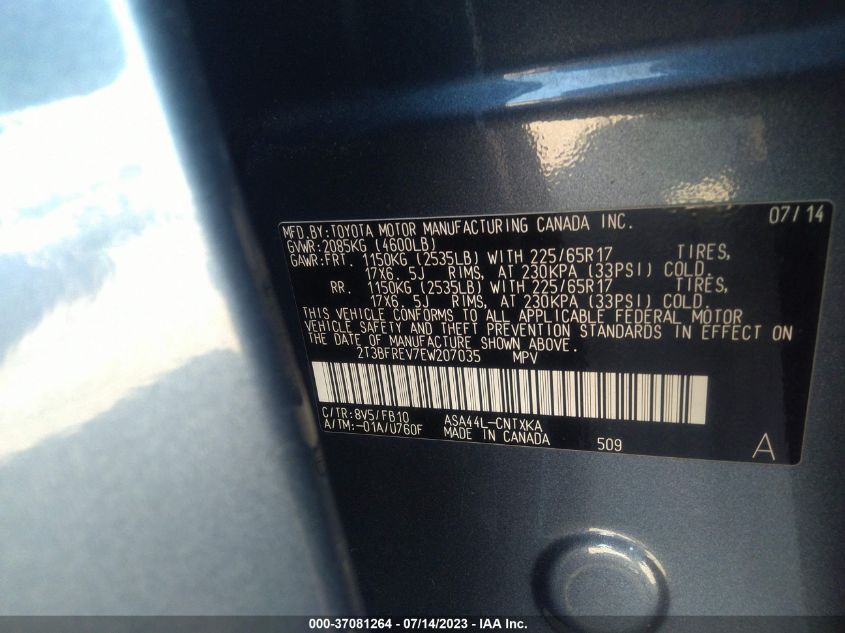 MFD.BY:TOYOTA MOTOR MANUFACTURING CANADA INC. 07/14
GVWR:2085KG (4600LB)
GAWR:FRT. 1150KG (2535LB) WITH 225/65R17 TIRES,
17X6.5J RIMS, AT 230KPA (33PSI) COLD.
RR. 1150KG (2535LB) WITH 225/65R17 TIRES,
17X6.5J RIMS, AT 230KPA (33PSI) COLD.
THIS VEHICLE CONFORMS TO ALL APPLICABLE FEDERAL MOTOR
VEHICLE SAFETY AND THEFT PREVENTION STANDARDS IN EFFECT ON
THE DATE OF MANUFACTURE SHOWN ABOVE.
2T3BFREV7EW207035 MPV
C/TR:8V5/FB10 ASA44L-CNTXKA
A/TM:-01A/U760F MADE IN CANADA 509 A
000-37081264 - 07/14/2023 - IAA Inc.